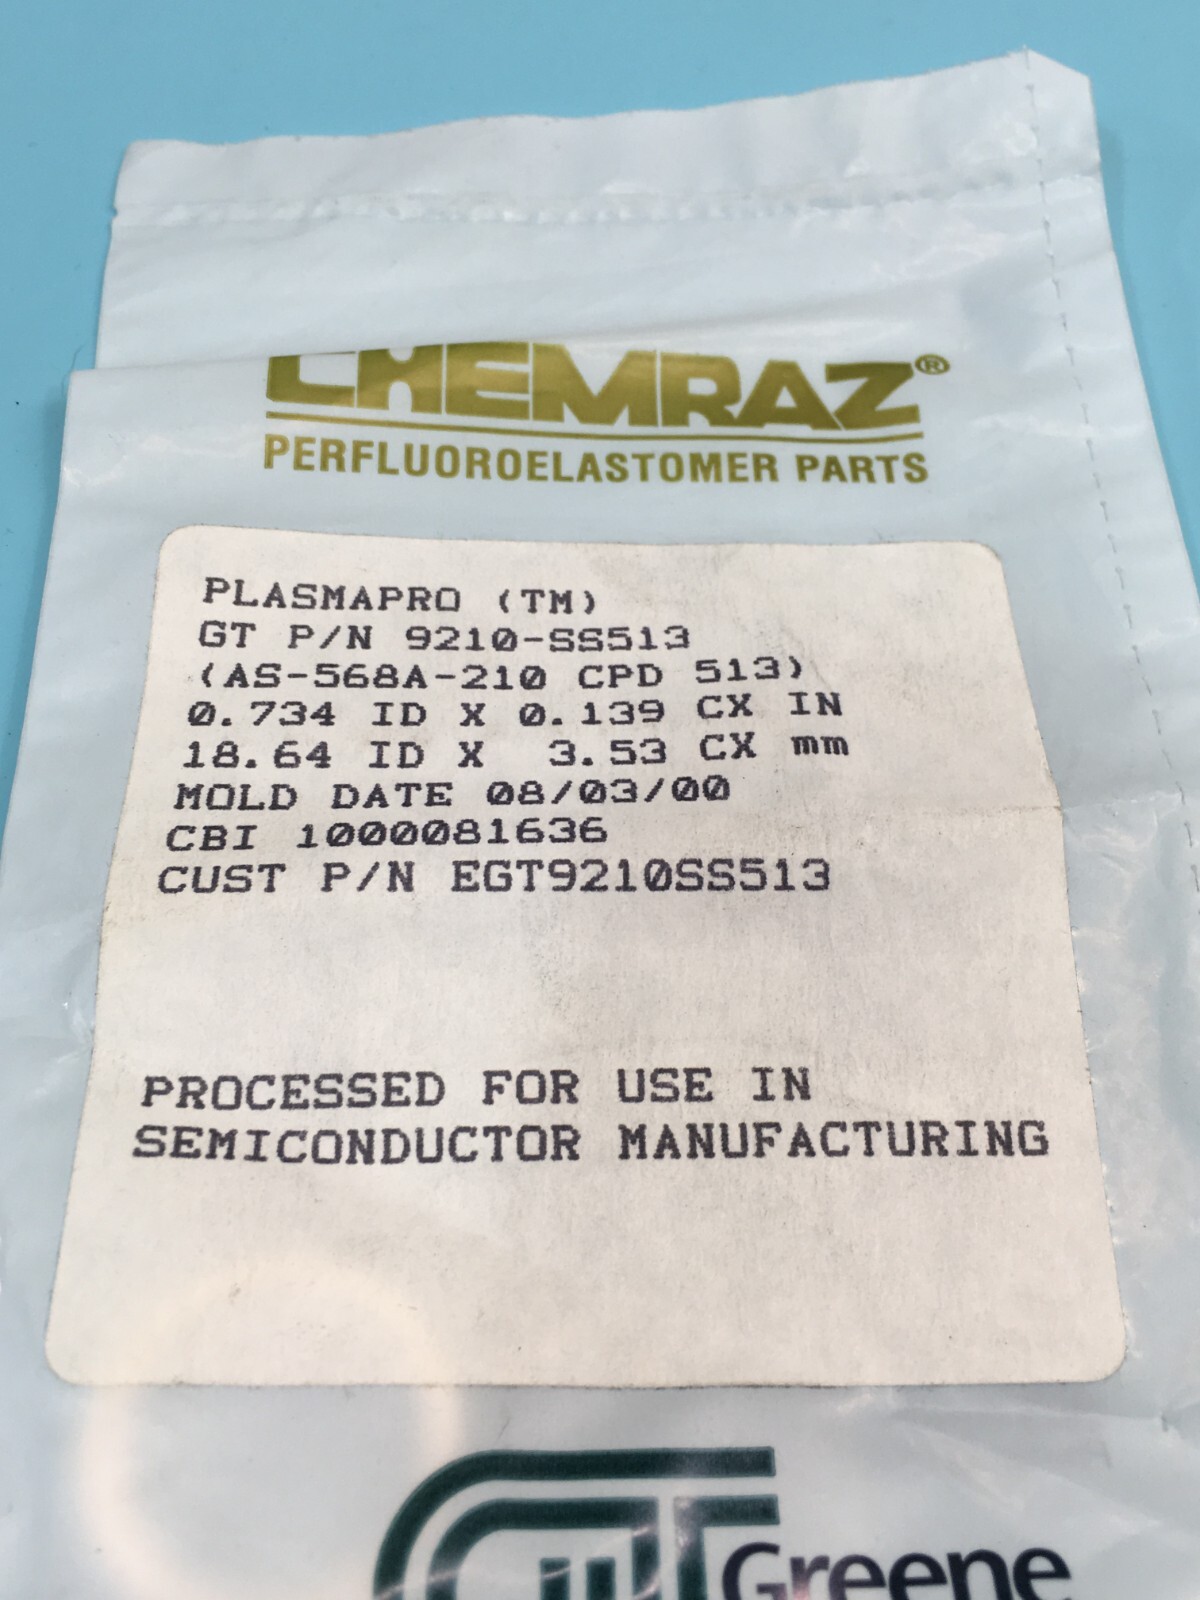 CHEMRAZ®
PERFLUOROELASTOMER PARTS
PLASMAPRO (TM)
GT P/N 9210-SS513
(AS-568A-210 CPD 513)
0.734 ID X 0.139 CX IN
18.64 ID X 3.53 CX mm
MOLD DATE 08/03/00
CBI 1000081636
CUST P/N EGT9210SS513
PROCESSED FOR USE IN
SEMICONDUCTOR MANUFACTURING
GT Greene